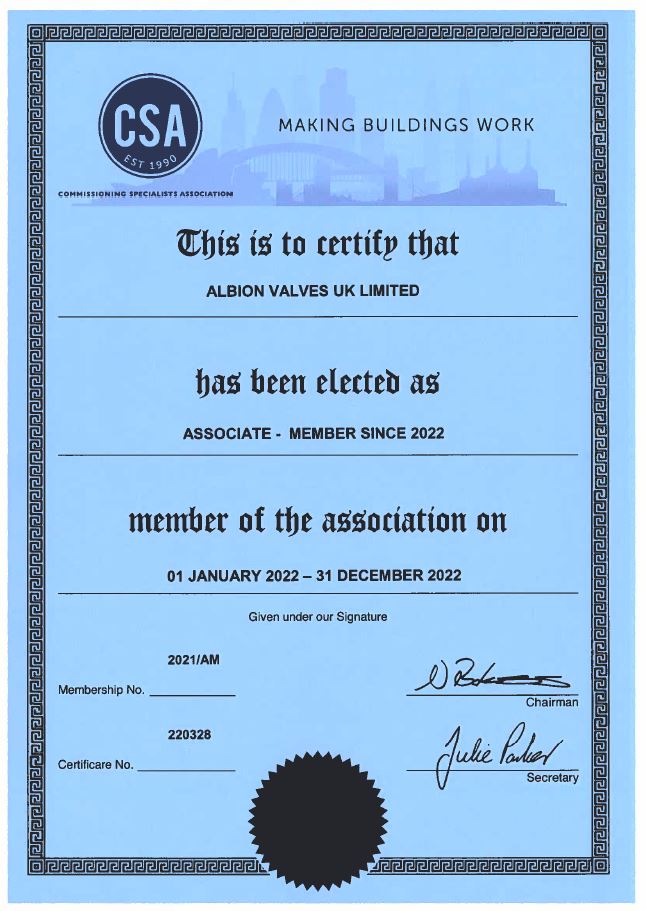 CSA
EST 1990
COMMISSIONING SPECIALISTS ASSOCIATION
MAKING BUILDINGS WORK
This is to certify that
ALBION VALVES UK LIMITED
has been elected as
ASSOCIATE - MEMBER SINCE 2022
member of the association on
01 JANUARY 2022 – 31 DECEMBER 2022
Given under our Signature
2021/AM
Membership No.
Chairman
220328
Certificare No.
Julie Parker
Secretary